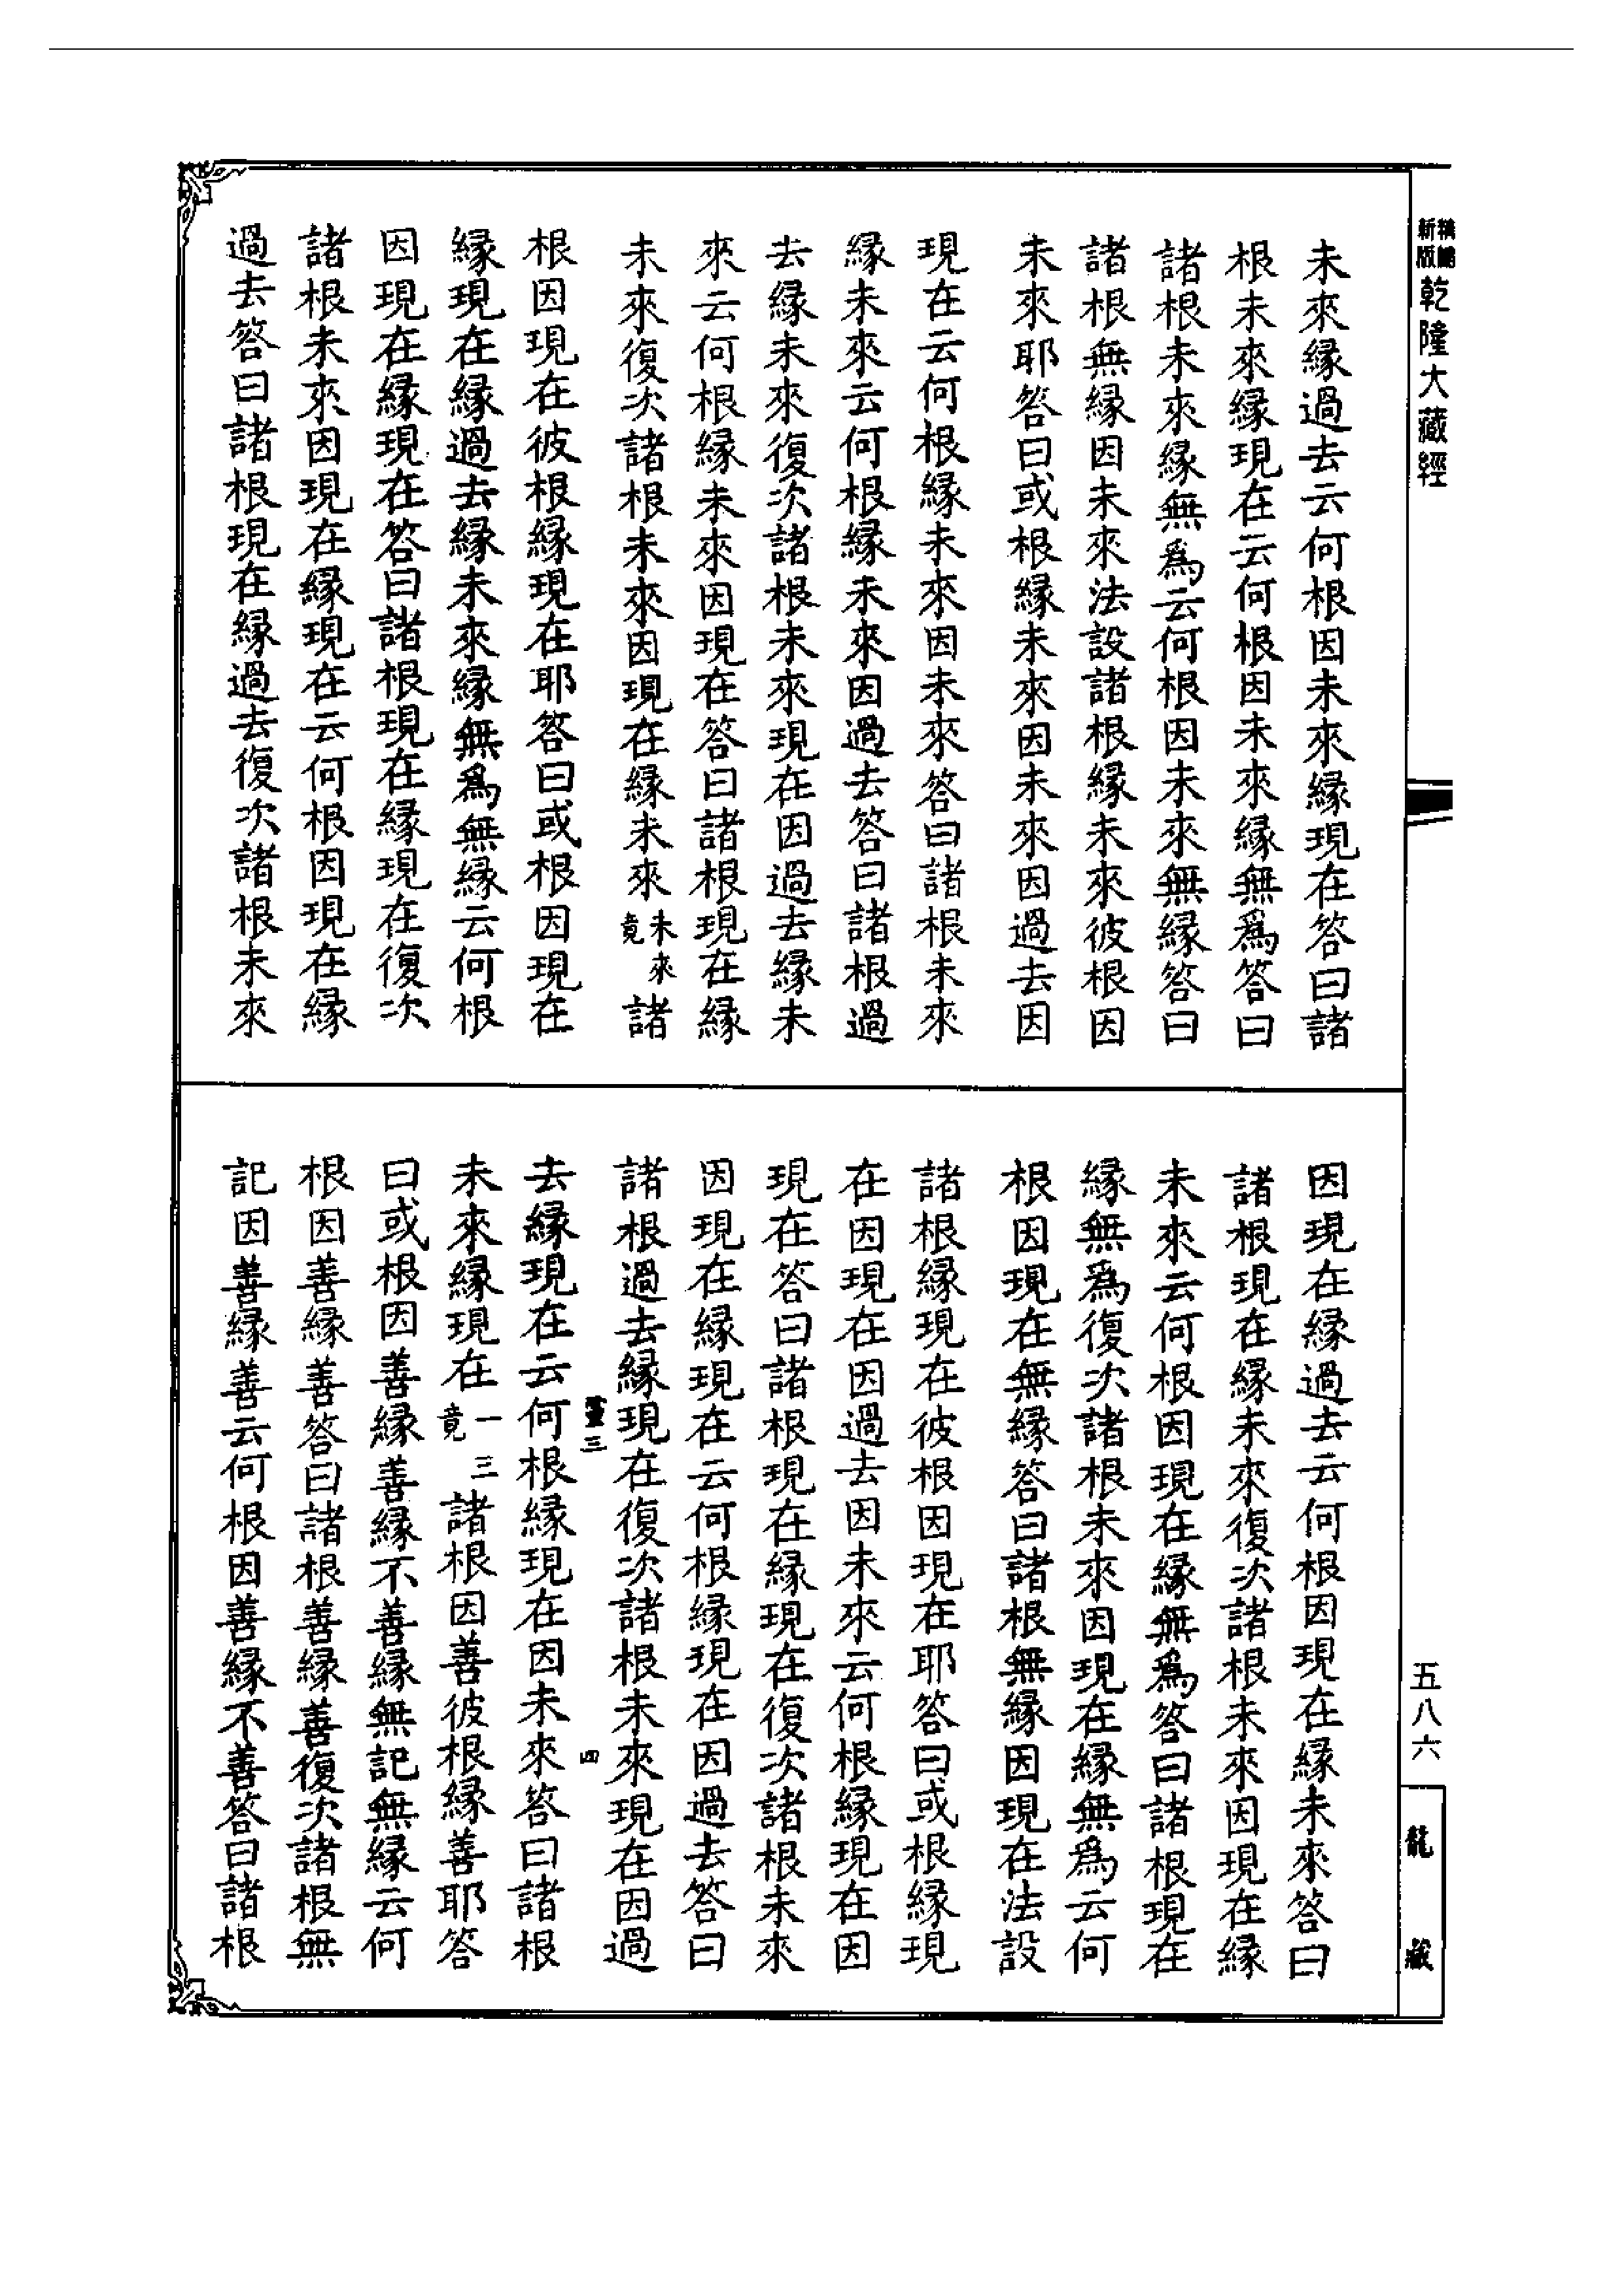 新版
乾隆大藏經
未來緣過去云何根因未來緣現在答曰諸
根未來緣現在云何根因未來緣無爲答曰
諸根未來緣無爲云何根因未來無緣答曰
諸根無緣因未來法設諸根緣未來彼根因
未來耶答曰或根緣未來因未來因過去因
現在云何根緣未來因未來答曰諸根未來
緣未來云何根緣未來因過去答曰諸根過
去緣未來復次諸根未來現在因過去緣未
來云何根緣未來因現在答曰諸根現在緣
未來復次諸根未來因現在緣未來未來竟諸
根因現在彼根緣現在耶答曰或根因現在
緣現在緣過去緣未來緣無爲無緣云何根
因現在緣現在答曰諸根現在緣現在復次
諸根未來因現在緣現在云何根因現在緣
過去答曰諸根現在緣過去復次諸根未來
因現在緣過去云何根因現在緣未來答曰
諸根現在緣未來復次諸根未來因現在緣
未來云何根因現在緣無爲答曰諸根現在
緣無爲復次諸根未來因現在緣無爲云何
根因現在無緣答曰諸根無緣因現在法設
諸根緣現在彼根因現在耶答曰或根緣現
在因現在因過去因未來云何根緣現在因
現在答曰諸根現在緣現在復次諸根未來
因現在緣現在云何根緣現在因過去答曰
諸根過去緣現在復次諸根未來現在因過
三
四
去緣現在云何根緣現在因未來答曰諸根
未來緣現在一三竟諸根因善彼根緣善耶答
曰或根因善緣善緣不善緣無記無緣云何
根因善緣善答曰諸根善緣善復次諸根無
記因善緣善云何根因善緣不善答曰諸根
五八六
龍藏